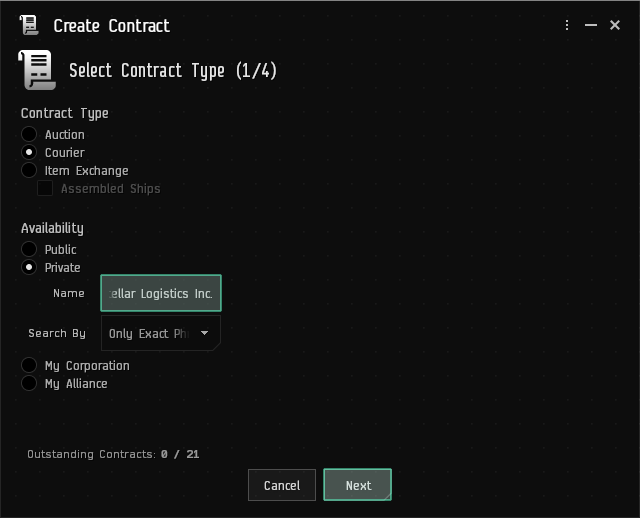 Create Contract
Select Contract Type (1/4)
Contract Type
Auction
Courier
Item Exchange
Assembled Ships
Availability
Public
Private
Name ellar Logistics Inc.
Search By Only Exact Ph
My Corporation
My Alliance
Outstanding Contracts: 0 / 21
Cancel Next